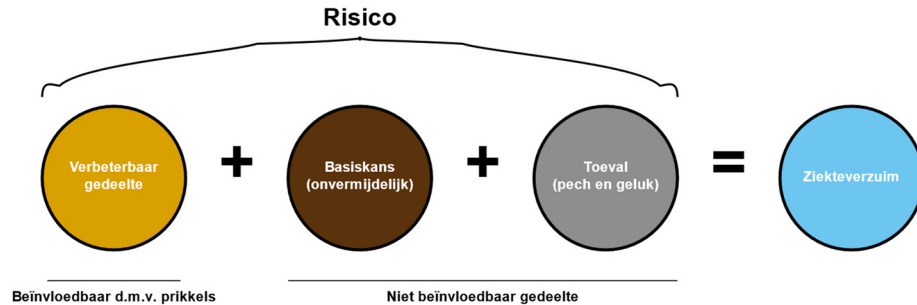 Risico
Verbeterbaar
gedeelte
+
Basiskans
(onvermijdelijk)
+
Toeval
(pech en geluk)
=
Ziekteverzuim
Beïnvloedbaar d.m.v. prikkels
Niet beïnvloedbaar gedeelte